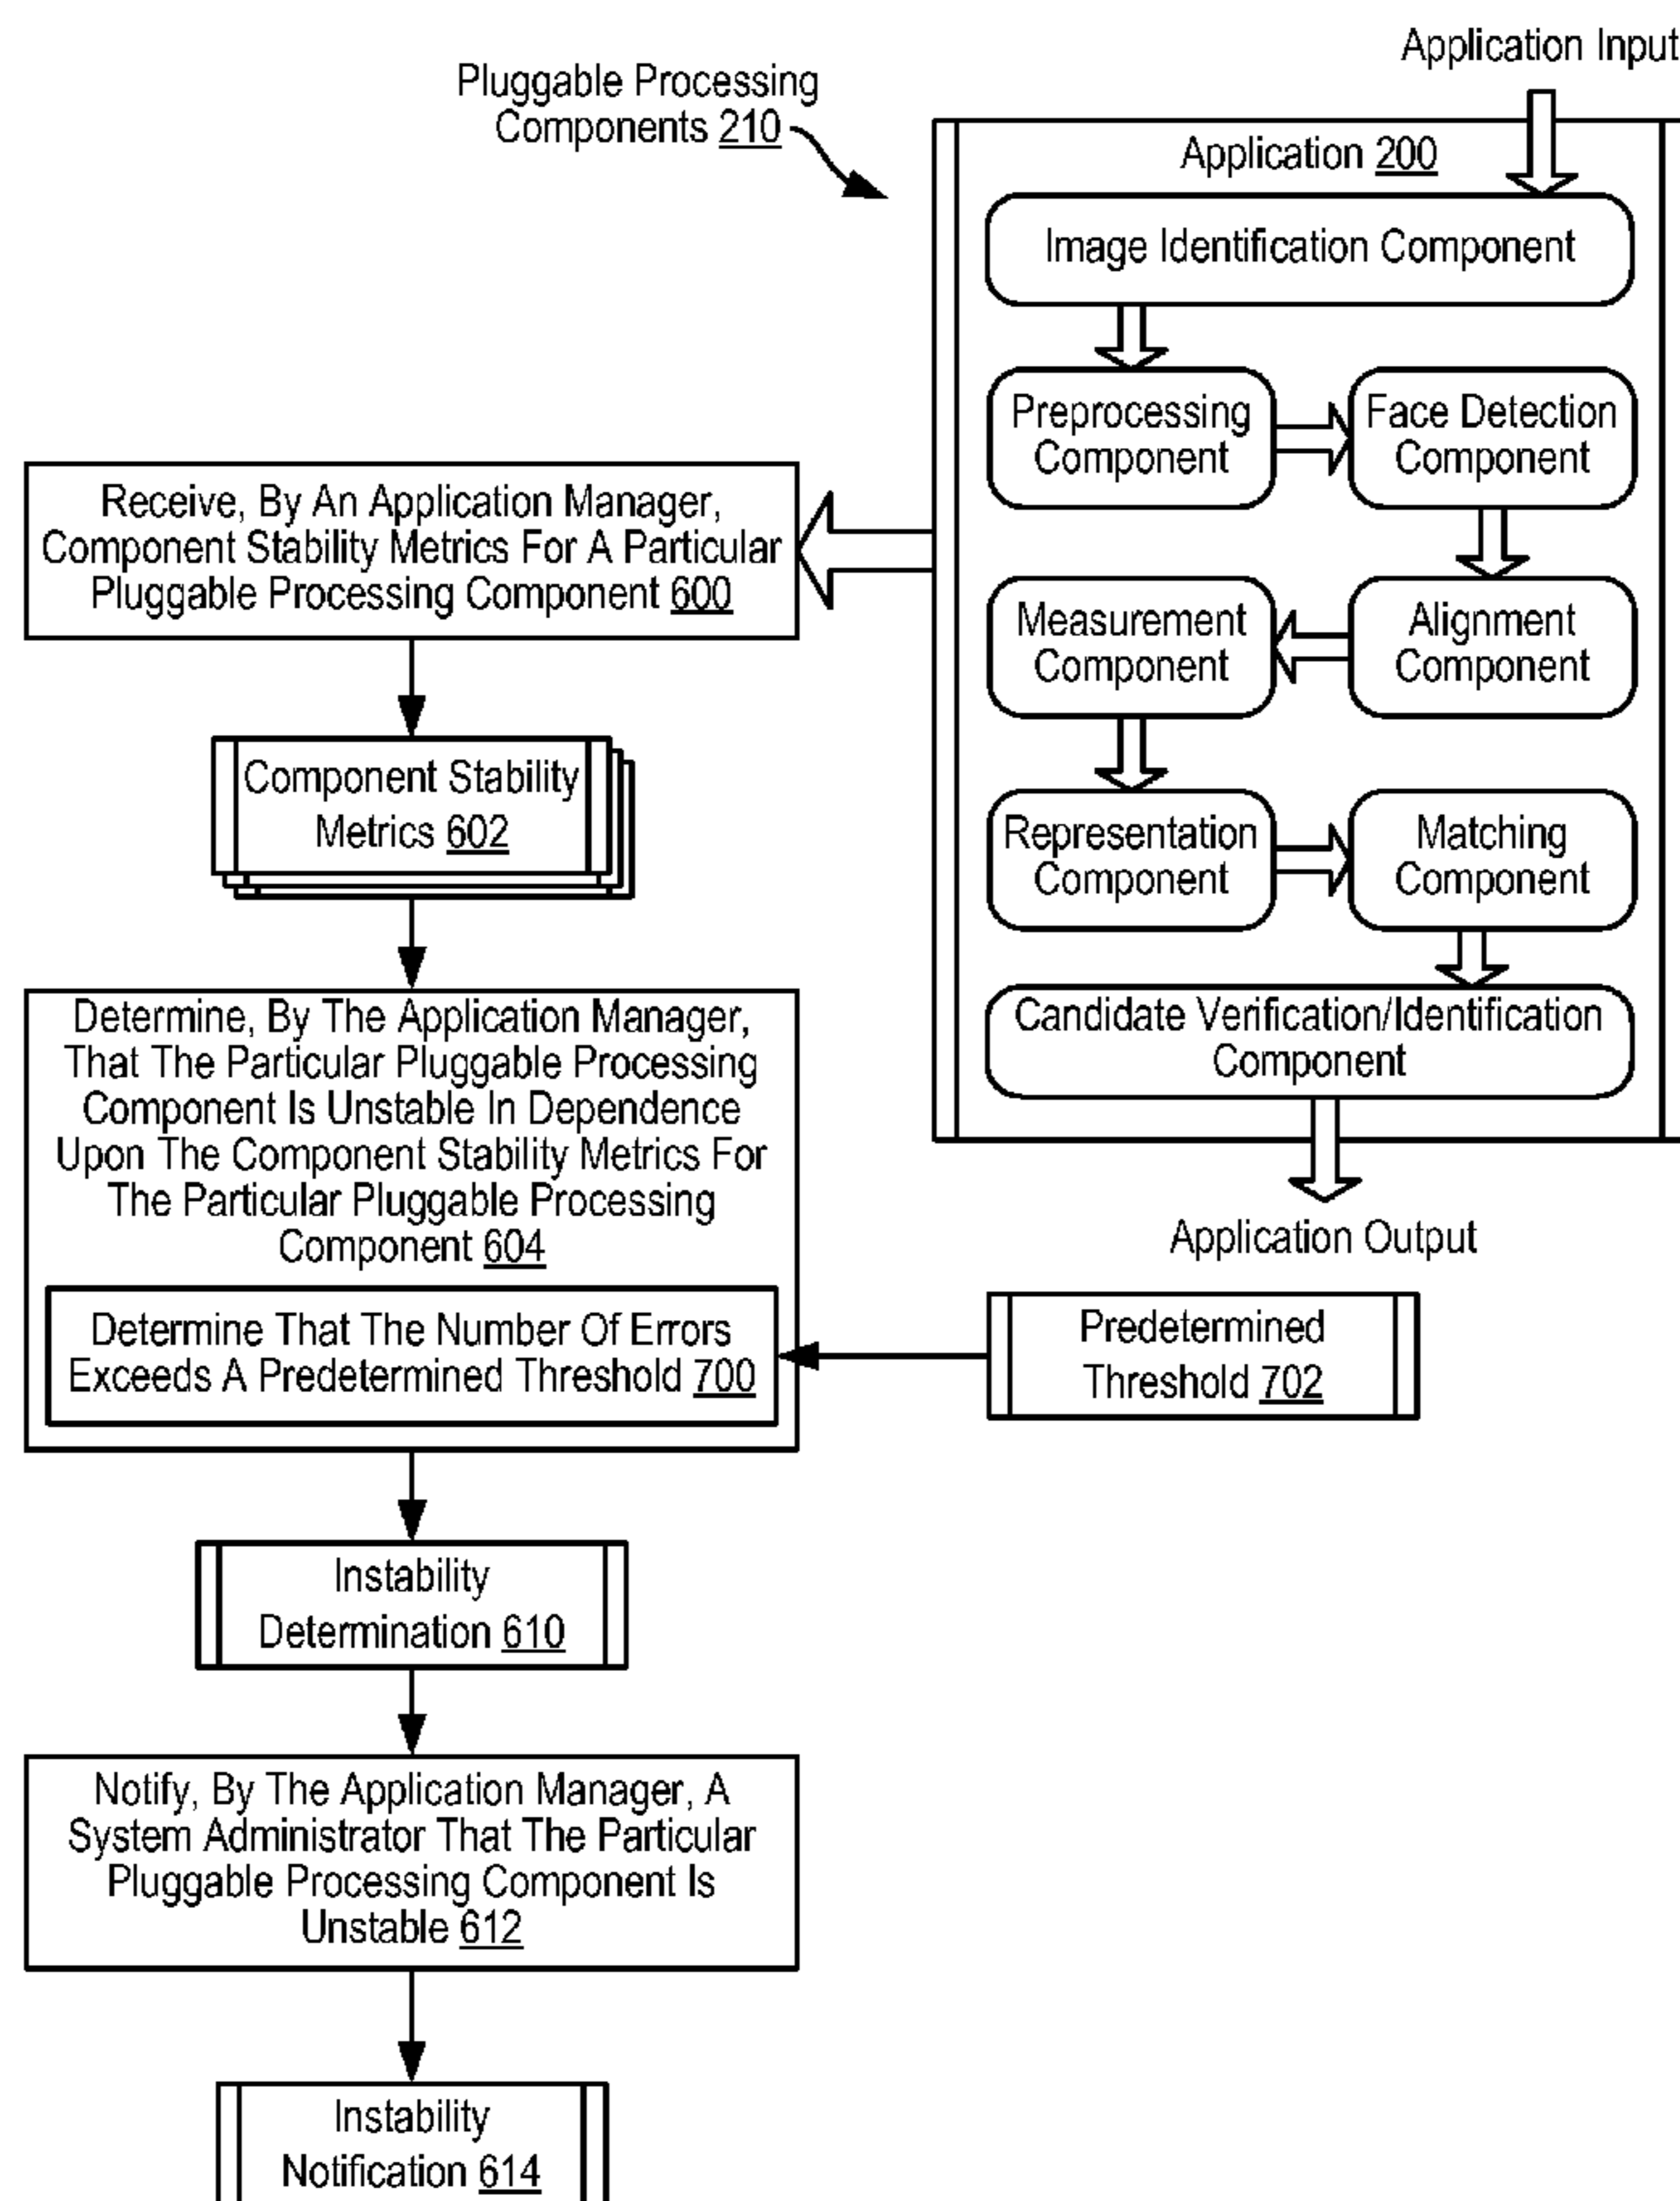 Application Input
Pluggable Processing
Components 210
Application 200
Image Identification Component
Preprocessing
Component
Face Detection
Component
Receive, By An Application Manager,
Component Stability Metrics For A Particular
Pluggable Processing Component 600
Measurement
Component
Alignment
Component
Component Stability
Metrics 602
Representation
Component
Matching
Component
Candidate Verification/Identification
Component
Determine, By The Application Manager,
That The Particular Pluggable Processing
Component Is Unstable In Dependence
Upon The Component Stability Metrics For
The Particular Pluggable Processing
Component 604
Application Output
Determine That The Number Of Errors
Exceeds A Predetermined Threshold 700
Predetermined
Threshold 702
Instability
Determination 610
Notify, By The Application Manager, A
System Administrator That The Particular
Pluggable Processing Component Is
Unstable 612
Instability
Notification 614